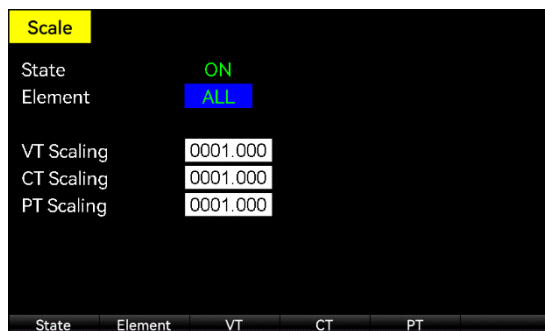 Scale
State ON
Element ALL
VT Scaling 0001.000
CT Scaling 0001.000
PT Scaling 0001.000
State Element VT CT PT